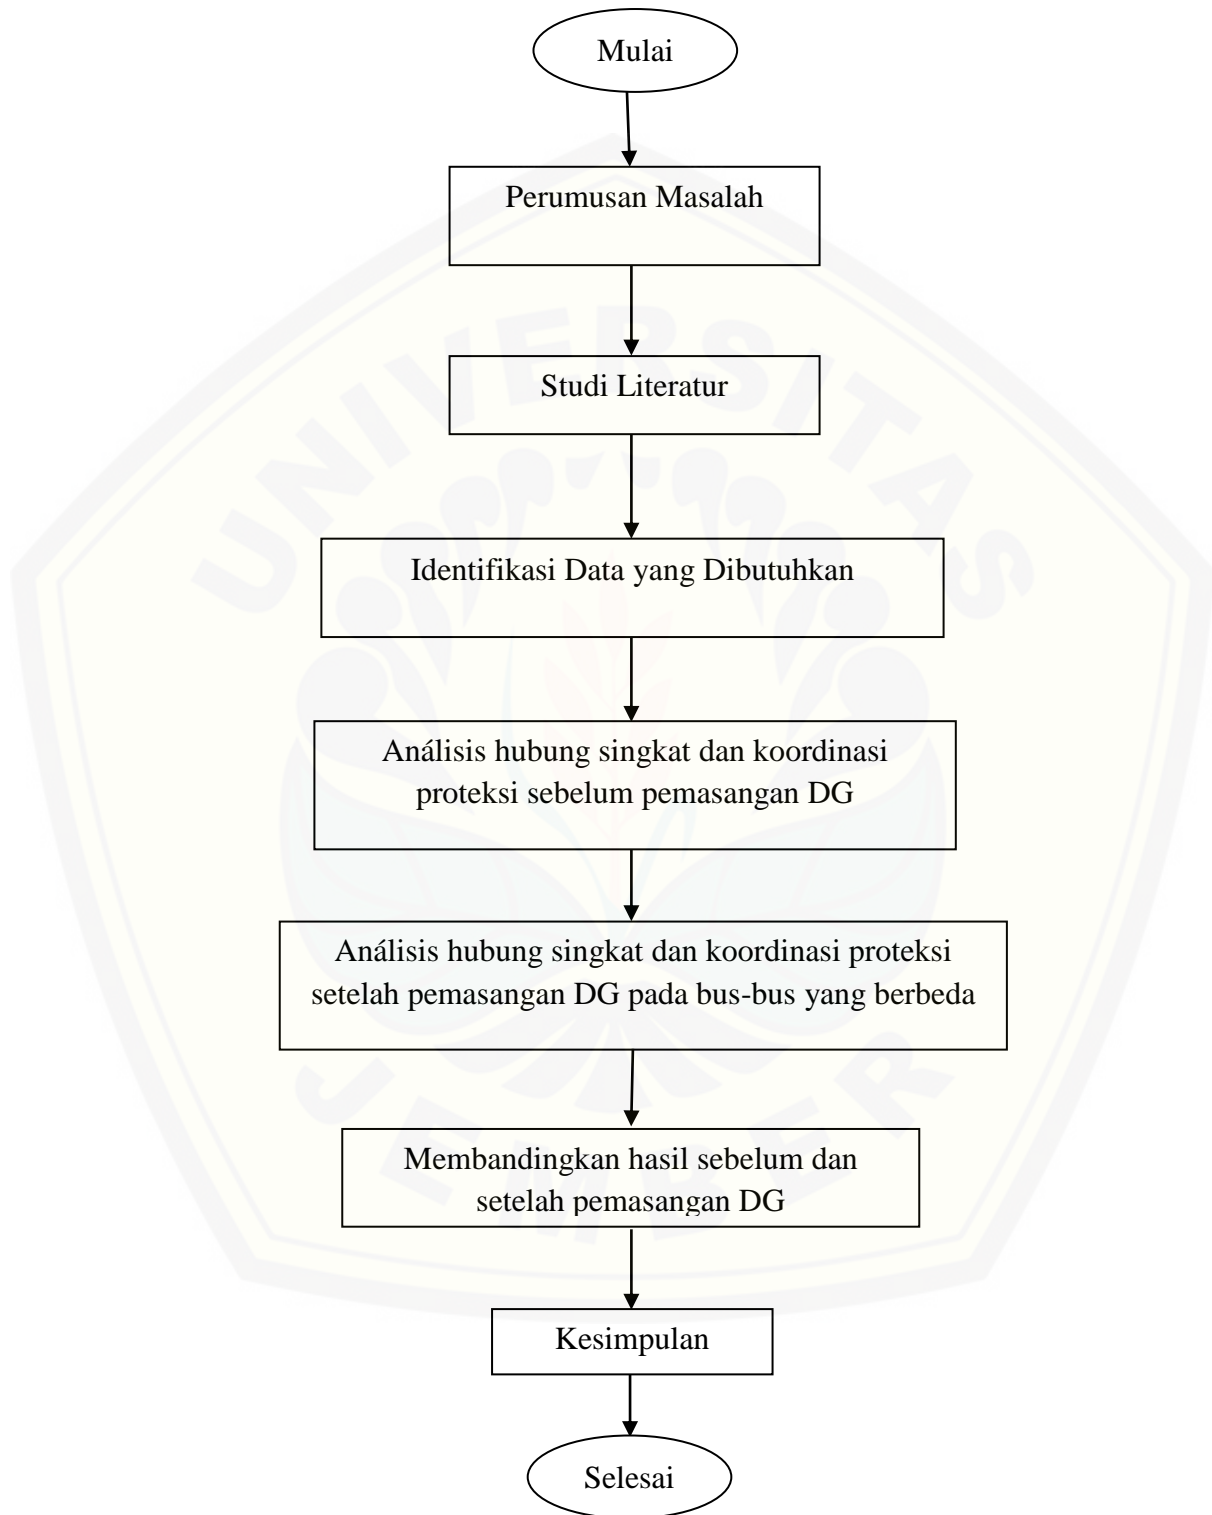 Mulai
Perumusan Masalah
Studi Literatur
Identifikasi Data yang Dibutuhkan
Análisis hubung singkat dan koordinasi
proteksi sebelum pemasangan DG
Análisis hubung singkat dan koordinasi proteksi
setelah pemasangan DG pada bus-bus yang berbeda
Membandingkan hasil sebelum dan
setelah pemasangan DG
Kesimpulan
Selesai
UNIVERSITAS
JEMBER